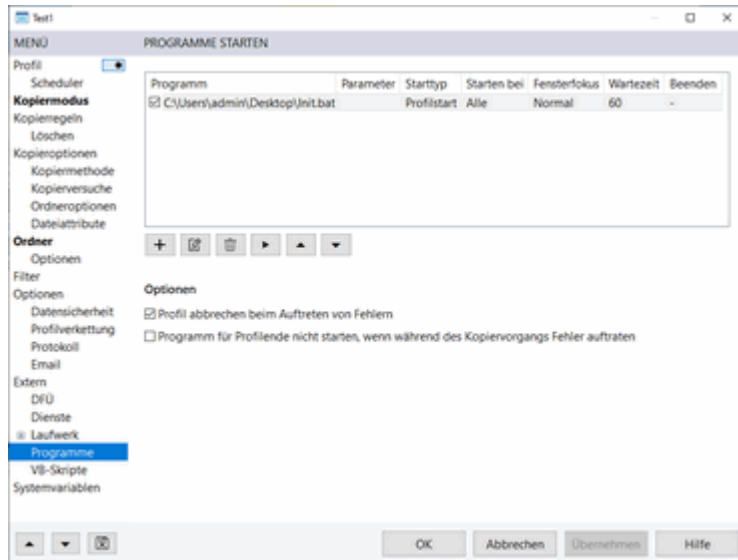 Test1
MENÜ
PROGRAMME STARTEN
Profil
Scheduler
Kopiermodus
Kopierregeln
Löschen
Kopieroptionen
Kopiermethode
Kopierversuche
Ordneroptionen
Dateiattribute
Ordner
Optionen
Filter
Optionen
Datensicherheit
Profilverkettung
Protokoll
Email
Extern
DFÜ
Dienste
Laufwerk
Programme
VB-Skripte
Systemvariablen
Programm Parameter Starttyp Starten bei Fensterfokus Wartezeit Beenden
C:\Users\admin\Desktop\Init.bat Profilstart Alle Normal 60 -
Optionen
Profil abbrechen beim Auftreten von Fehlern
Programm für Profilende nicht starten, wenn während des Kopiervorgangs Fehler auftraten
OK Abbrechen Übernehmen Hilfe